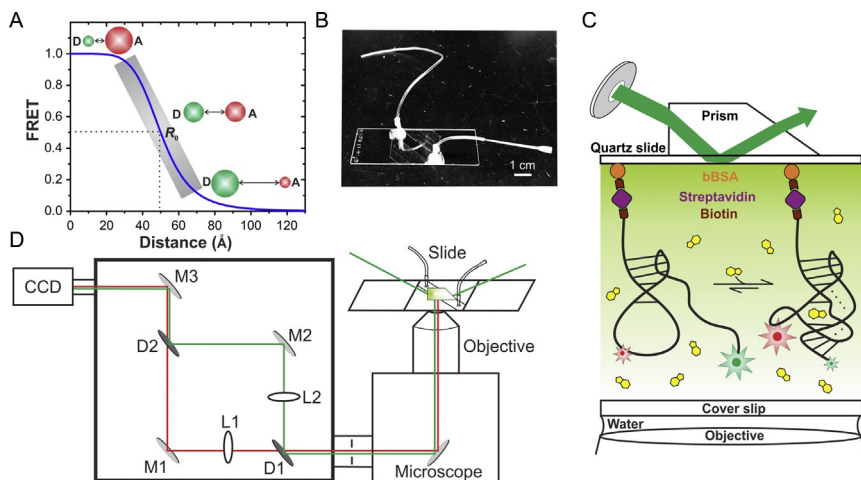 A
D
A
FRET
1.0
0.8
0.6
0.4
0.2
0.0
D
A
R₀
D
A
0
20
40
60
80
100
120
Distance (Å)
B
1 cm
C
Prism
Quartz slide
bBSA
Streptavidin
Biotin
Cover slip
Water
Objective
D
CCD
M3
D2
M2
L2
L1
M1
D1
I
Slide
Objective
Microscope